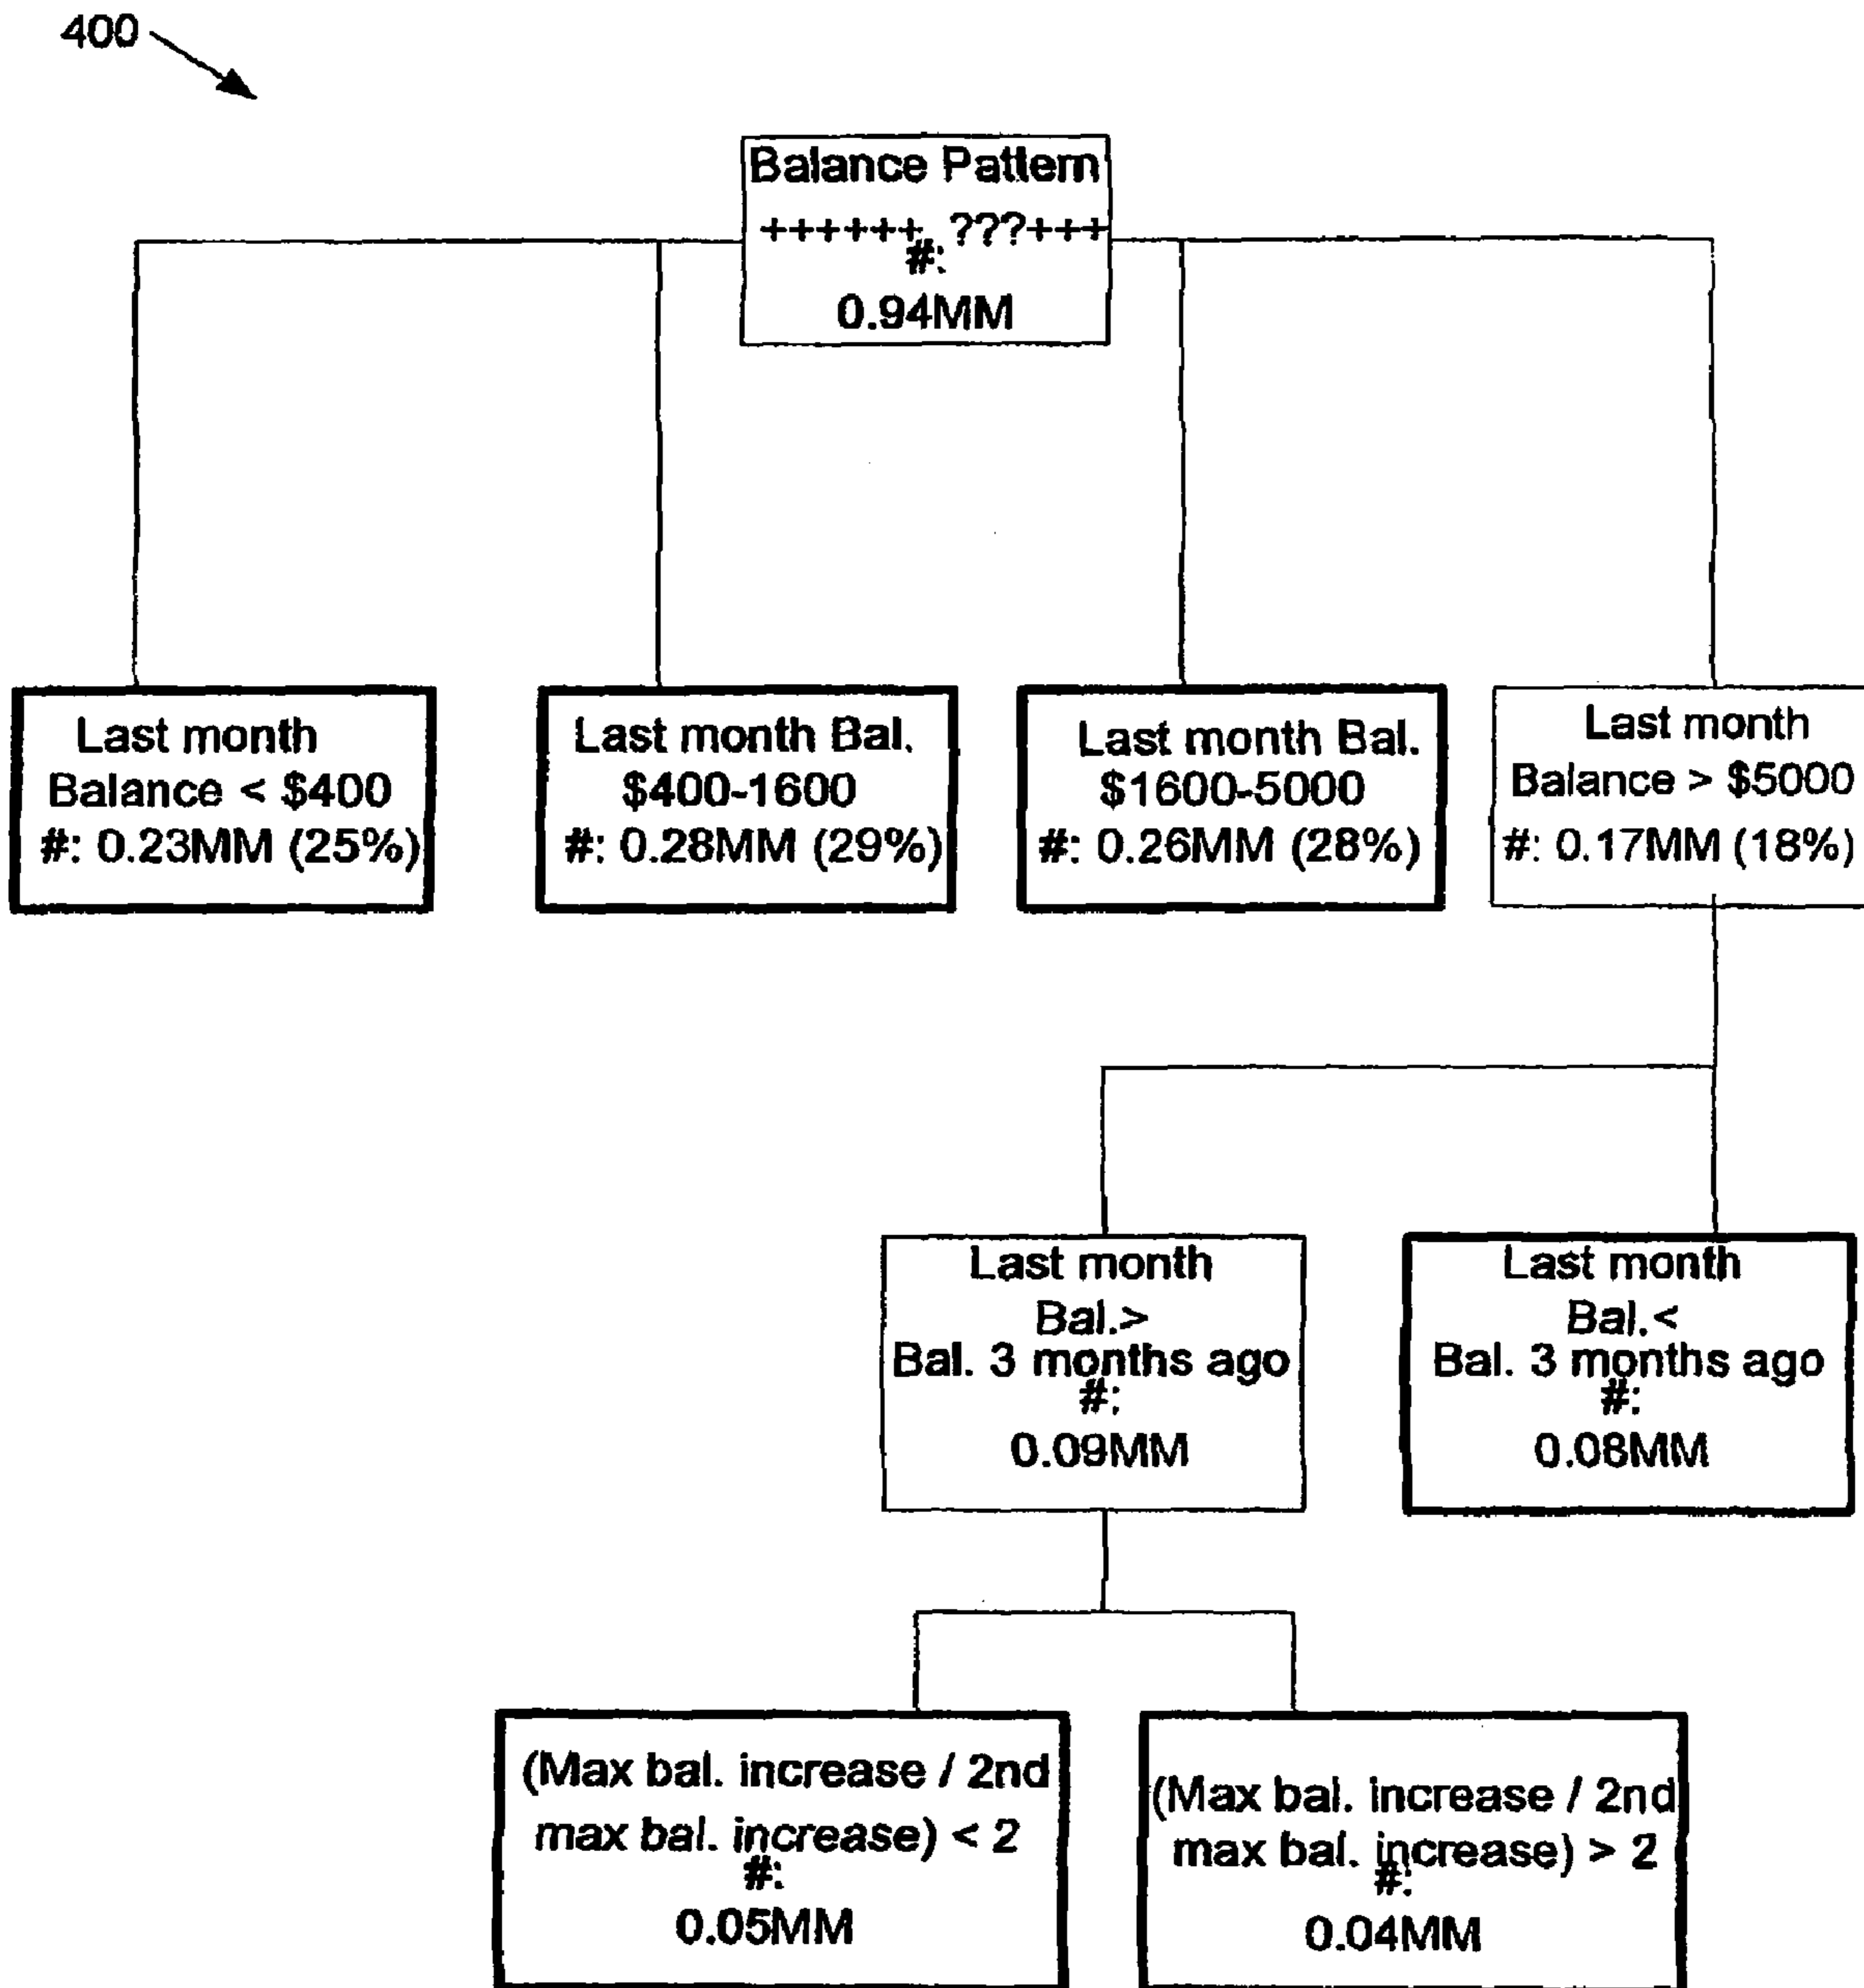 400
Balance Pattern
++++++, ???+++
#:
0.94MM
Last month
Balance < $400
#: 0.23MM (25%)
Last month Bal.
$400-1600
#: 0.28MM (29%)
Last month Bal.
$1600-5000
#: 0.26MM (28%)
Last month
Balance > $5000
#: 0.17MM (18%)
Last month
Bal.>
Bal. 3 months ago
#:
0.09MM
Last month
Bal.<
Bal. 3 months ago
#:
0.08MM
(Max bal. increase / 2nd
max bal. increase) < 2
#:
0.05MM
(Max bal. increase / 2nd
max bal. increase) > 2
#:
0.04MM